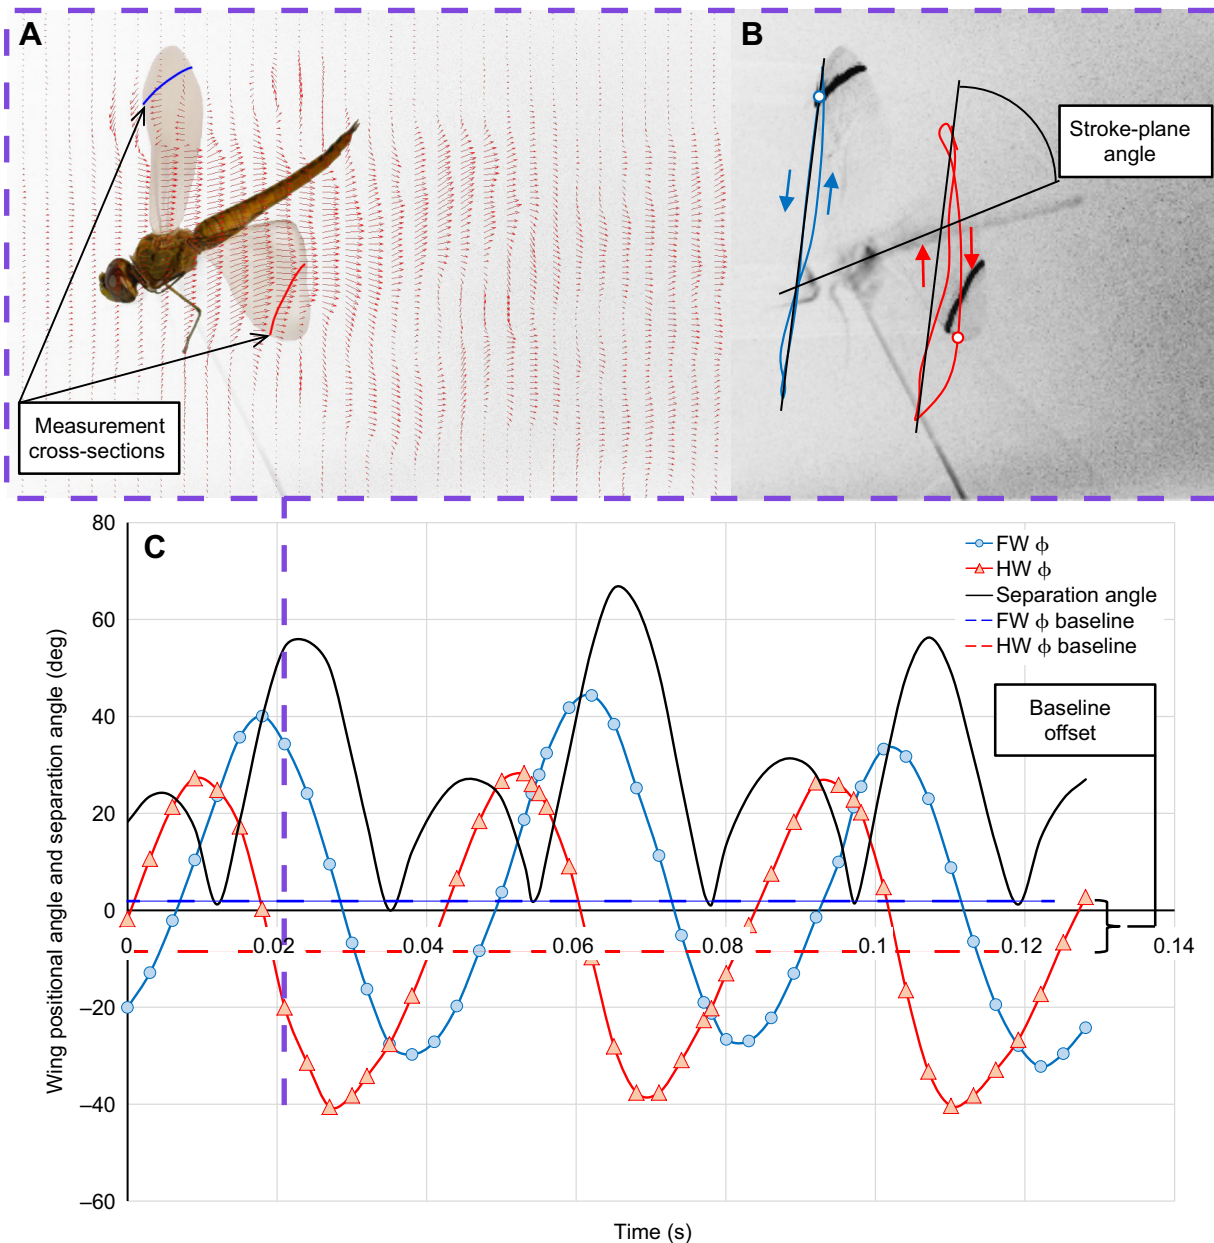 A
B
Stroke-plane
angle
Measurement
cross-sections
C
FW ϕ
HW ϕ
Separation angle
FW ϕ baseline
HW ϕ baseline
Baseline
offset
Wing positional angle and separation angle (deg)
80
60
40
20
0
–20
–40
–60
0
0.02
0.04
0.06
0.08
0.1
0.12
0.14
Time (s)